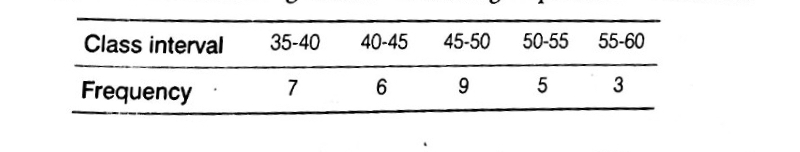 Class interval 35-40 40-45 45-50 50-55 55-60
Frequency 7 6 9 5 3